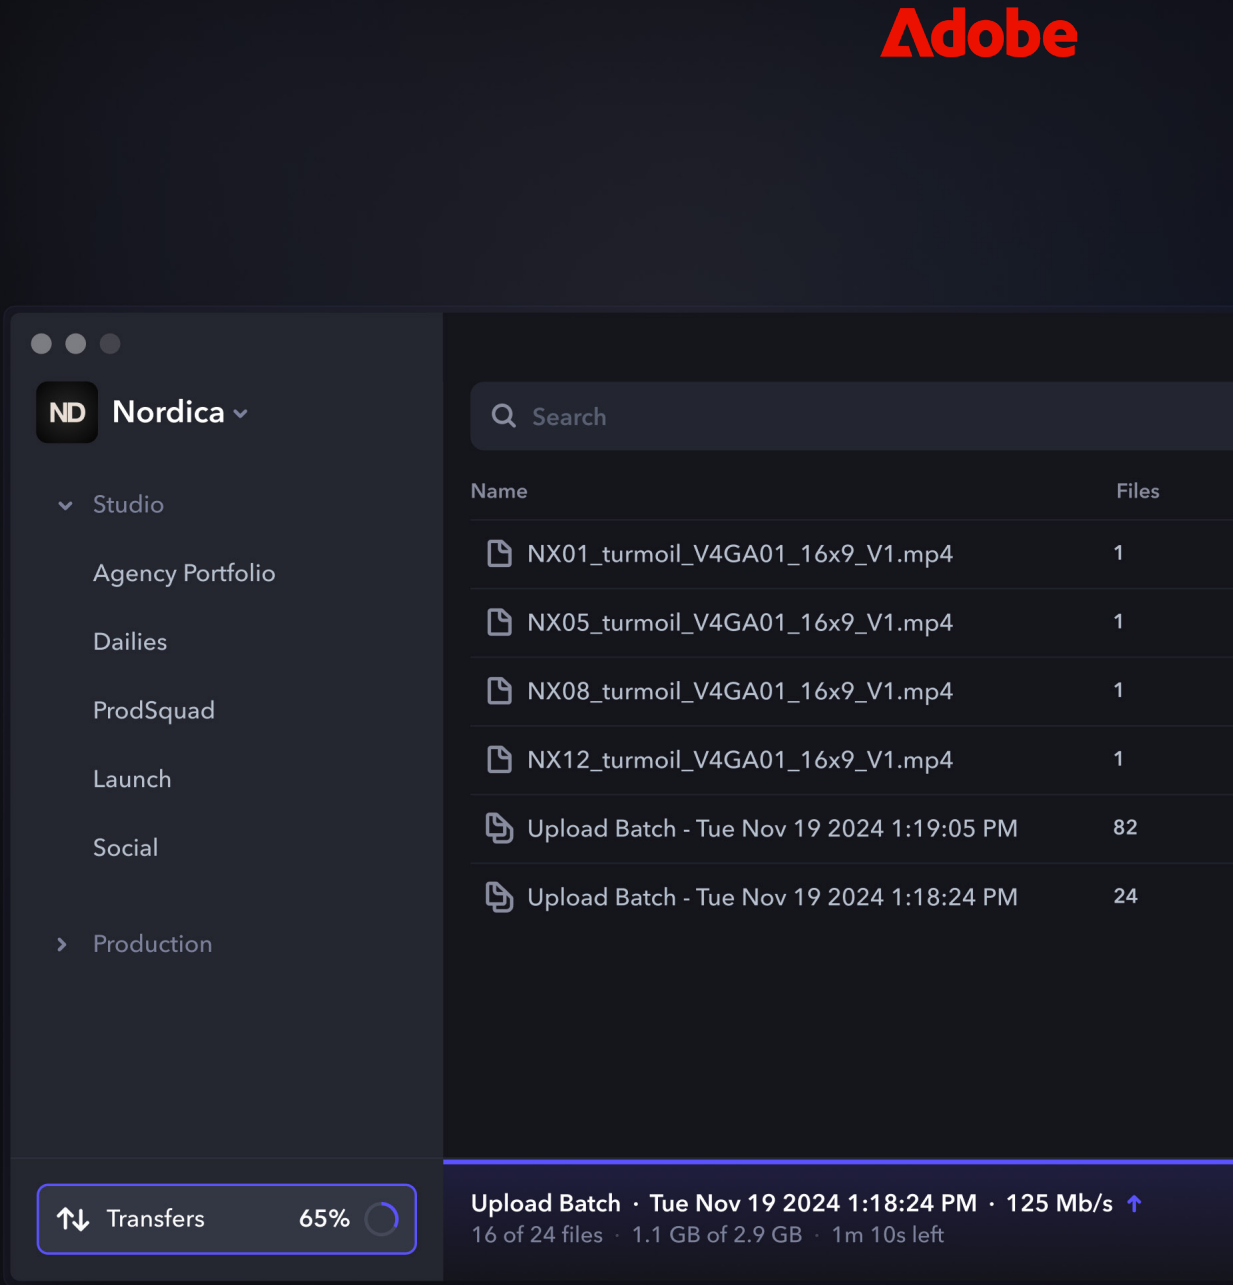 Adobe
ND Nordica
Search
Studio
Agency Portfolio
Dailies
ProdSquad
Launch
Social
Production
Transfers 65%
Name Files
NX01_turmoil_V4GA01_16x9_V1.mp4 1
NX05_turmoil_V4GA01_16x9_V1.mp4 1
NX08_turmoil_V4GA01_16x9_V1.mp4 1
NX12_turmoil_V4GA01_16x9_V1.mp4 1
Upload Batch - Tue Nov 19 2024 1:19:05 PM 82
Upload Batch - Tue Nov 19 2024 1:18:24 PM 24
Upload Batch · Tue Nov 19 2024 1:18:24 PM · 125 Mb/s ↑
16 of 24 files · 1.1 GB of 2.9 GB · 1m 10s left